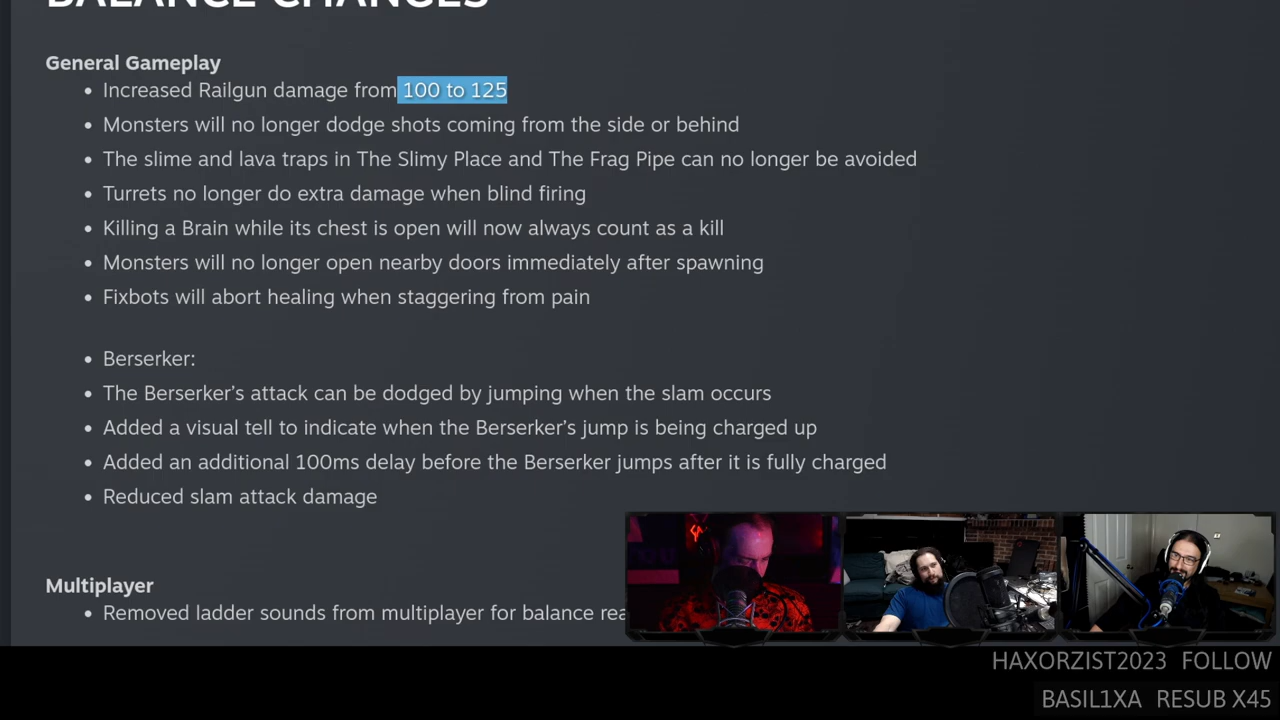 BALANCE CHANGES
General Gameplay
• Increased Railgun damage from 100 to 125
• Monsters will no longer dodge shots coming from the side or behind
• The slime and lava traps in The Slimy Place and The Frag Pipe can no longer be avoided
• Turrets no longer do extra damage when blind firing
• Killing a Brain while its chest is open will now always count as a kill
• Monsters will no longer open nearby doors immediately after spawning
• Fixbots will abort healing when staggering from pain
• Berserker:
• The Berserker’s attack can be dodged by jumping when the slam occurs
• Added a visual tell to indicate when the Berserker’s jump is being charged up
• Added an additional 100ms delay before the Berserker jumps after it is fully charged
• Reduced slam attack damage
Multiplayer
• Removed ladder sounds from multiplayer for balance rea
HAXORZIST2023 FOLLOW
BASIL1XA RESUB X45